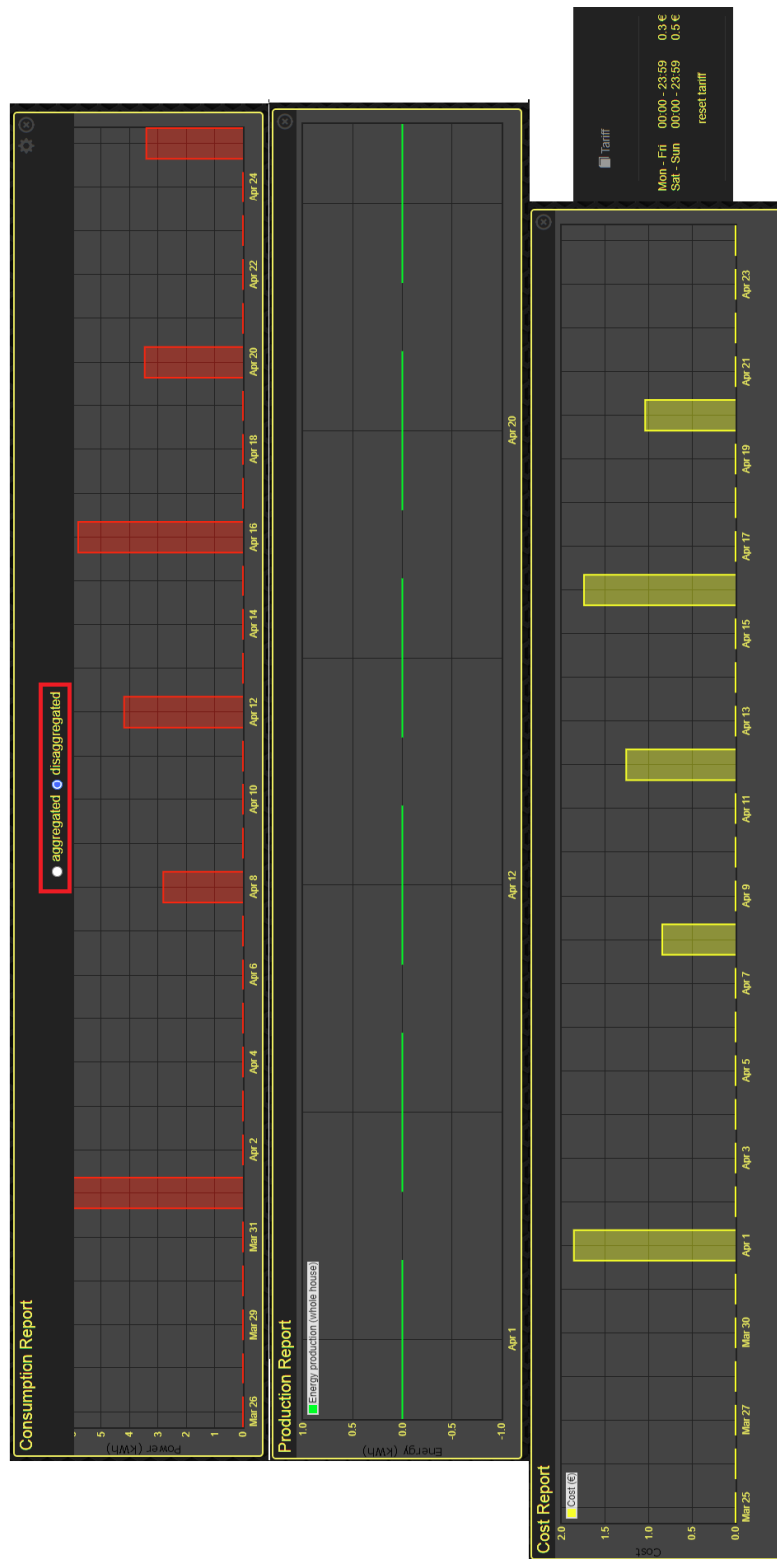 Consumption Report
aggregated disaggregated
5
4
3
2
1
0
Power (kWh)
Mar 26 Mar 29 Mar 31 Apr 2 Apr 4 Apr 6 Apr 8 Apr 10 Apr 12 Apr 14 Apr 16 Apr 18 Apr 20 Apr 22 Apr 24
Production Report
Energy production (whole house)
1.0
0.5
0.0
-0.5
-1.0
Energy (kWh)
Apr 1 Apr 12 Apr 20
Cost Report
Cost (€)
2.0
1.5
1.0
0.5
0.0
Cost
Mar 25 Mar 27 Mar 30 Apr 1 Apr 3 Apr 5 Apr 7 Apr 9 Apr 11 Apr 13 Apr 15 Apr 17 Apr 19 Apr 21 Apr 23
Tariff
Mon - Fri 00:00 - 23:59 0.3 €
Sat - Sun 00:00 - 23:59 0.5 €
reset tariff